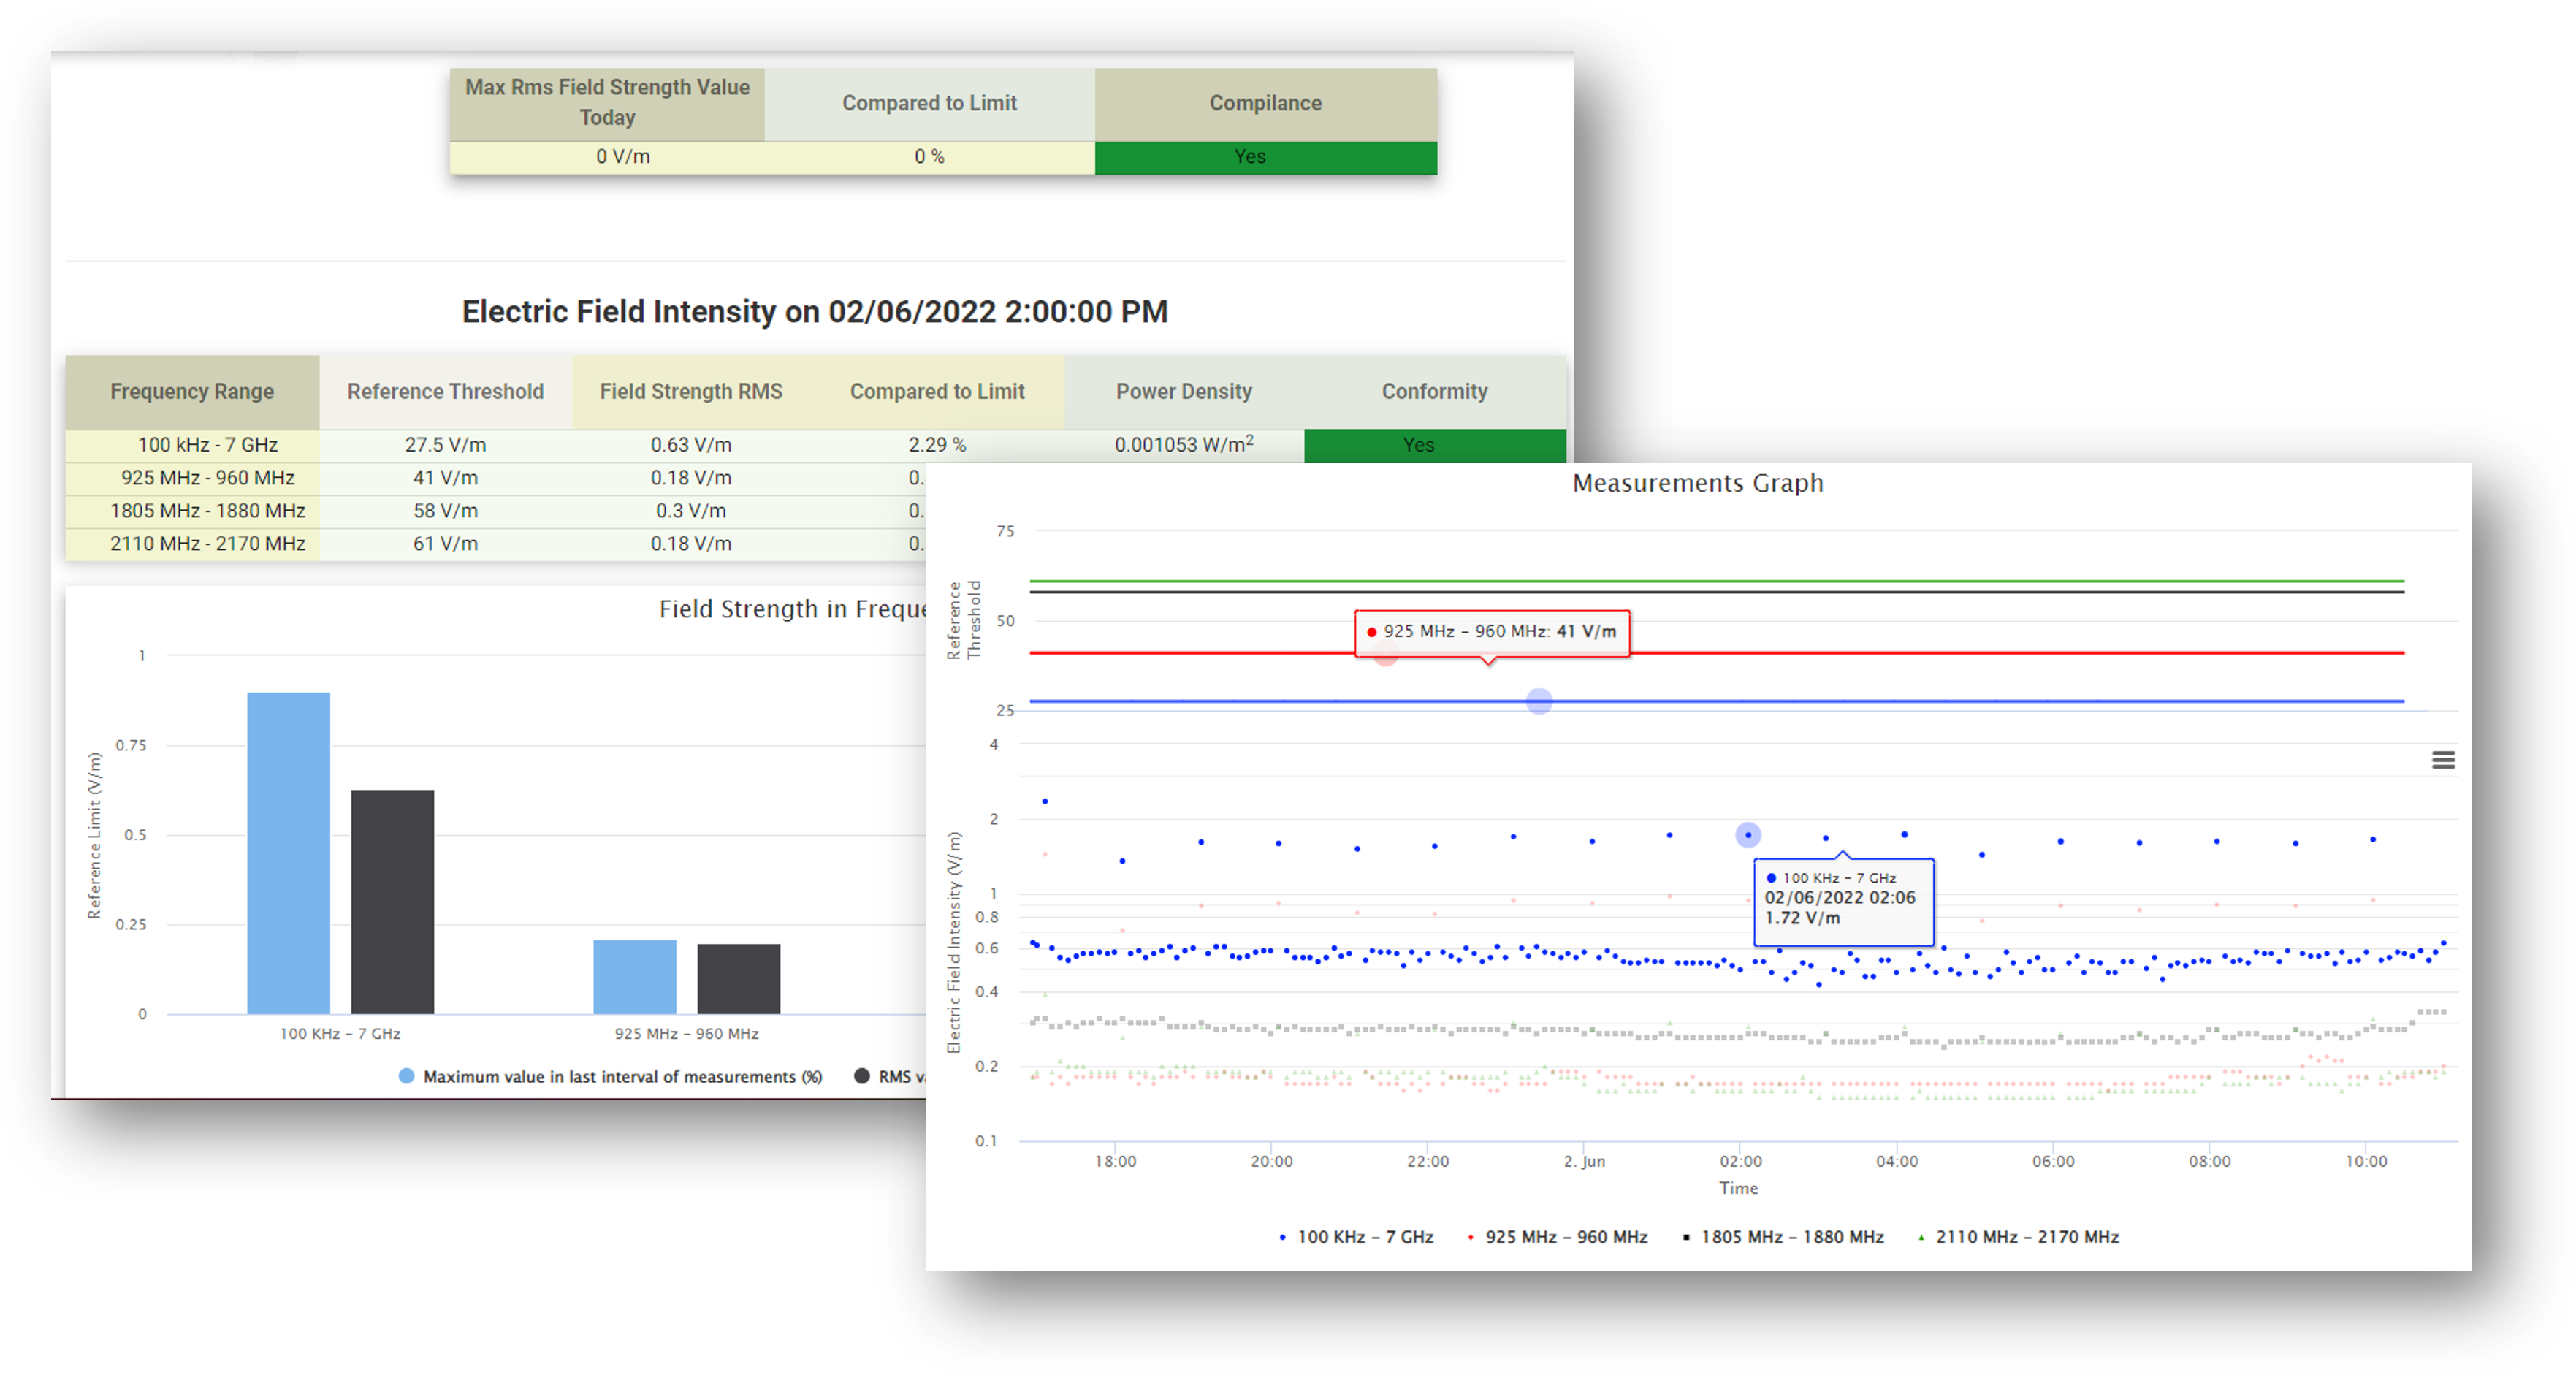 Max Rms Field Strength Value Today
Compared to Limit
Compilance
0 V/m
0 %
Yes
Electric Field Intensity on 02/06/2022 2:00:00 PM
Frequency Range
Reference Threshold
Field Strength RMS
Compared to Limit
Power Density
Conformity
100 kHz - 7 GHz
27.5 V/m
0.63 V/m
2.29 %
0.001053 W/m²
Yes
925 MHz - 960 MHz
41 V/m
0.18 V/m
0.
1805 MHz - 1880 MHz
58 V/m
0.3 V/m
0.
2110 MHz - 2170 MHz
61 V/m
0.18 V/m
0.
Field Strength in
1
0.75
0.5
0.25
0
Reference Limit (V/m)
100 KHz – 7 GHz
925 MHz – 960 MHz
Maximum value in last interval of measurements (%)
RMS
Measurements Graph
75
50
25
Reference Threshold
925 MHz – 960 MHz: 41 V/m
4
2
1
0.8
0.6
0.4
0.2
0.1
Electric Field Intensity (V/m)
100 KHz – 7 GHz
02/06/2022 02:06
1.72 V/m
18:00
20:00
22:00
2. Jun
02:00
04:00
06:00
08:00
10:00
Time
100 KHz – 7 GHz
925 MHz – 960 MHz
1805 MHz – 1880 MHz
2110 MHz – 2170 MHz